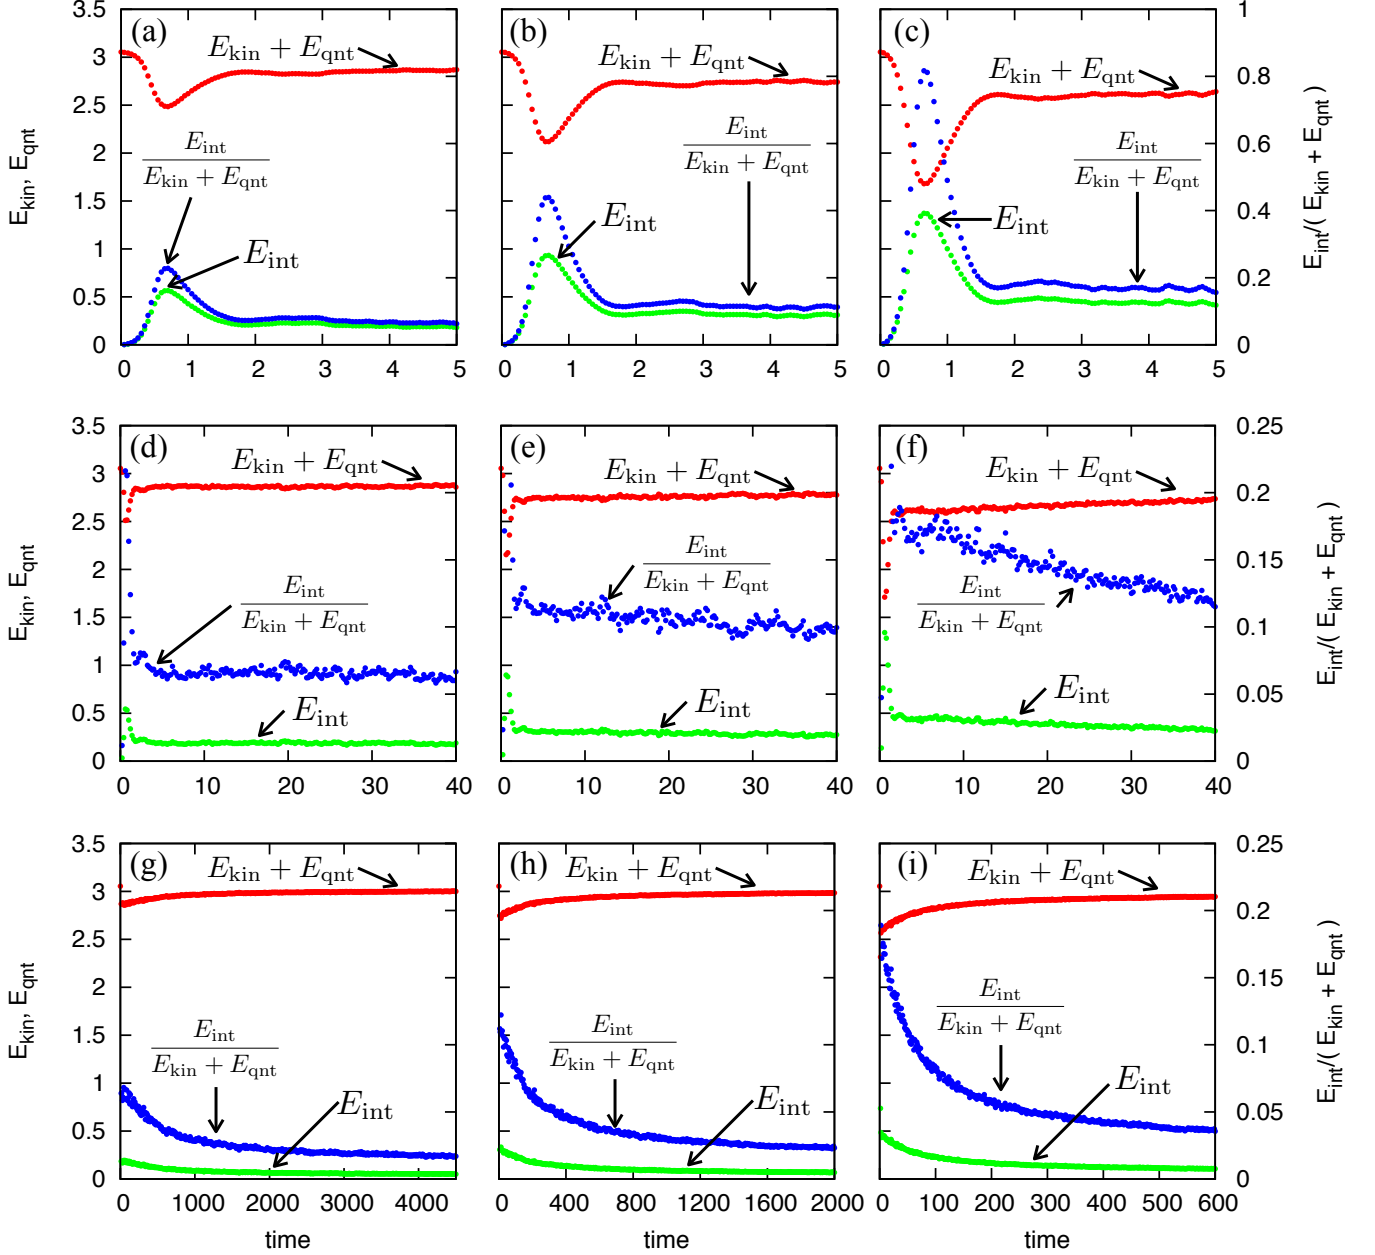 3.5
3
2.5
2
1.5
1
0.5
0
E_kin, E_qnt
(a)
E_kin + E_qnt
E_int
E_kin + E_qnt
E_int
0 1 2 3 4 5
(b)
E_kin + E_qnt
E_int
E_kin + E_qnt
E_int
0 1 2 3 4 5
(c)
E_kin + E_qnt
E_int
E_kin + E_qnt
E_int
0 1 2 3 4 5
1
0.8
0.6
0.4
0.2
0
E_int/( E_kin + E_qnt )
3.5
3
2.5
2
1.5
1
0.5
0
E_kin, E_qnt
(d)
E_kin + E_qnt
E_int
E_kin + E_qnt
E_int
0 10 20 30 40
(e)
E_kin + E_qnt
E_int
E_kin + E_qnt
E_int
0 10 20 30 40
(f)
E_kin + E_qnt
E_int
E_kin + E_qnt
E_int
0 10 20 30 40
0.25
0.2
0.15
0.1
0.05
0
E_int/( E_kin + E_qnt )
3.5
3
2.5
2
1.5
1
0.5
0
E_kin, E_qnt
(g)
E_kin + E_qnt
E_int
E_kin + E_qnt
E_int
0 1000 2000 3000 4000
time
(h)
E_kin + E_qnt
E_int
E_kin + E_qnt
E_int
0 400 800 1200 1600 2000
time
(i)
E_kin + E_qnt
E_int
E_kin + E_qnt
E_int
0 100 200 300 400 500 600
time
0.25
0.2
0.15
0.1
0.05
0
E_int/( E_kin + E_qnt )